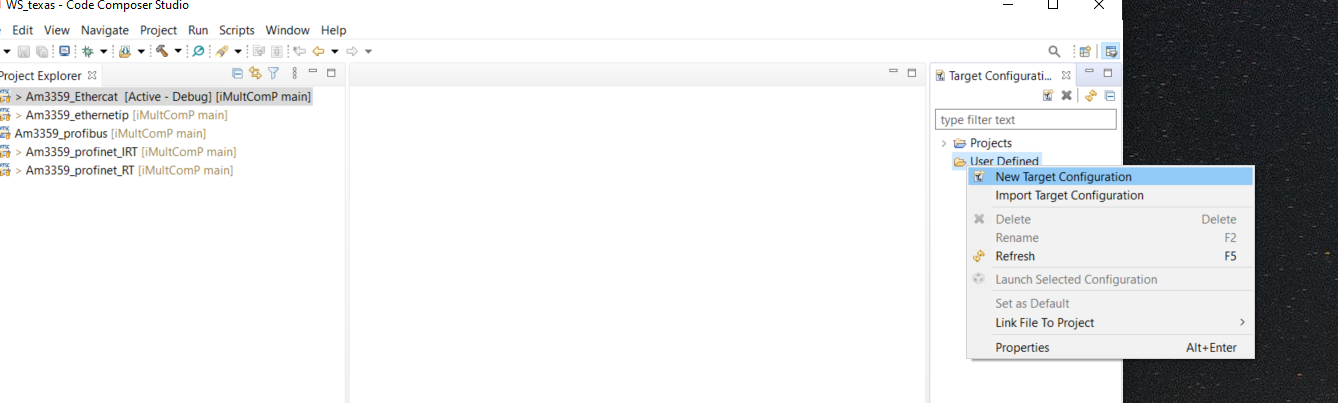 WS_texas - Code Composer Studio
Edit View Navigate Project Run Scripts Window Help
Project Explorer
> Am3359_Ethercat [Active - Debug] [iMultComP main]
> Am3359_ethernetip [iMultComP main]
Am3359_profibus [iMultComP main]
> Am3359_profinet_IRT [iMultComP main]
> Am3359_profinet_RT [iMultComP main]
Target Configurati...
type filter text
> Projects
User Defined
New Target Configuration
Import Target Configuration
Delete Delete
Rename F2
Refresh F5
Launch Selected Configuration
Set as Default
Link File To Project >
Properties Alt+Enter